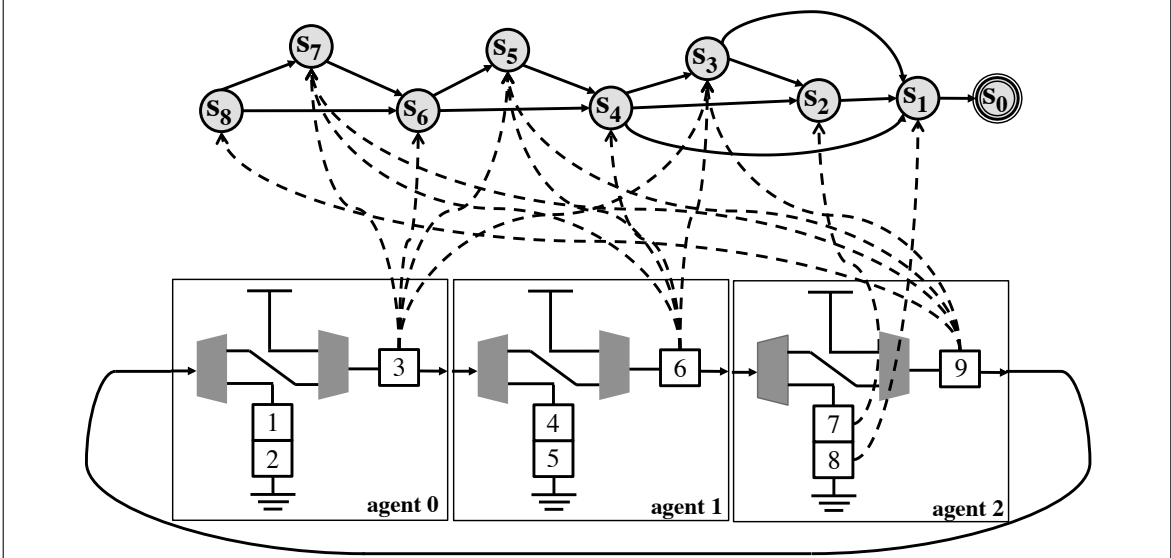 s7 s5 s3
s8 s6 s4 s2 s1 s0
3 6 9
1 4 7
2 5 8
agent 0 agent 1 agent 2